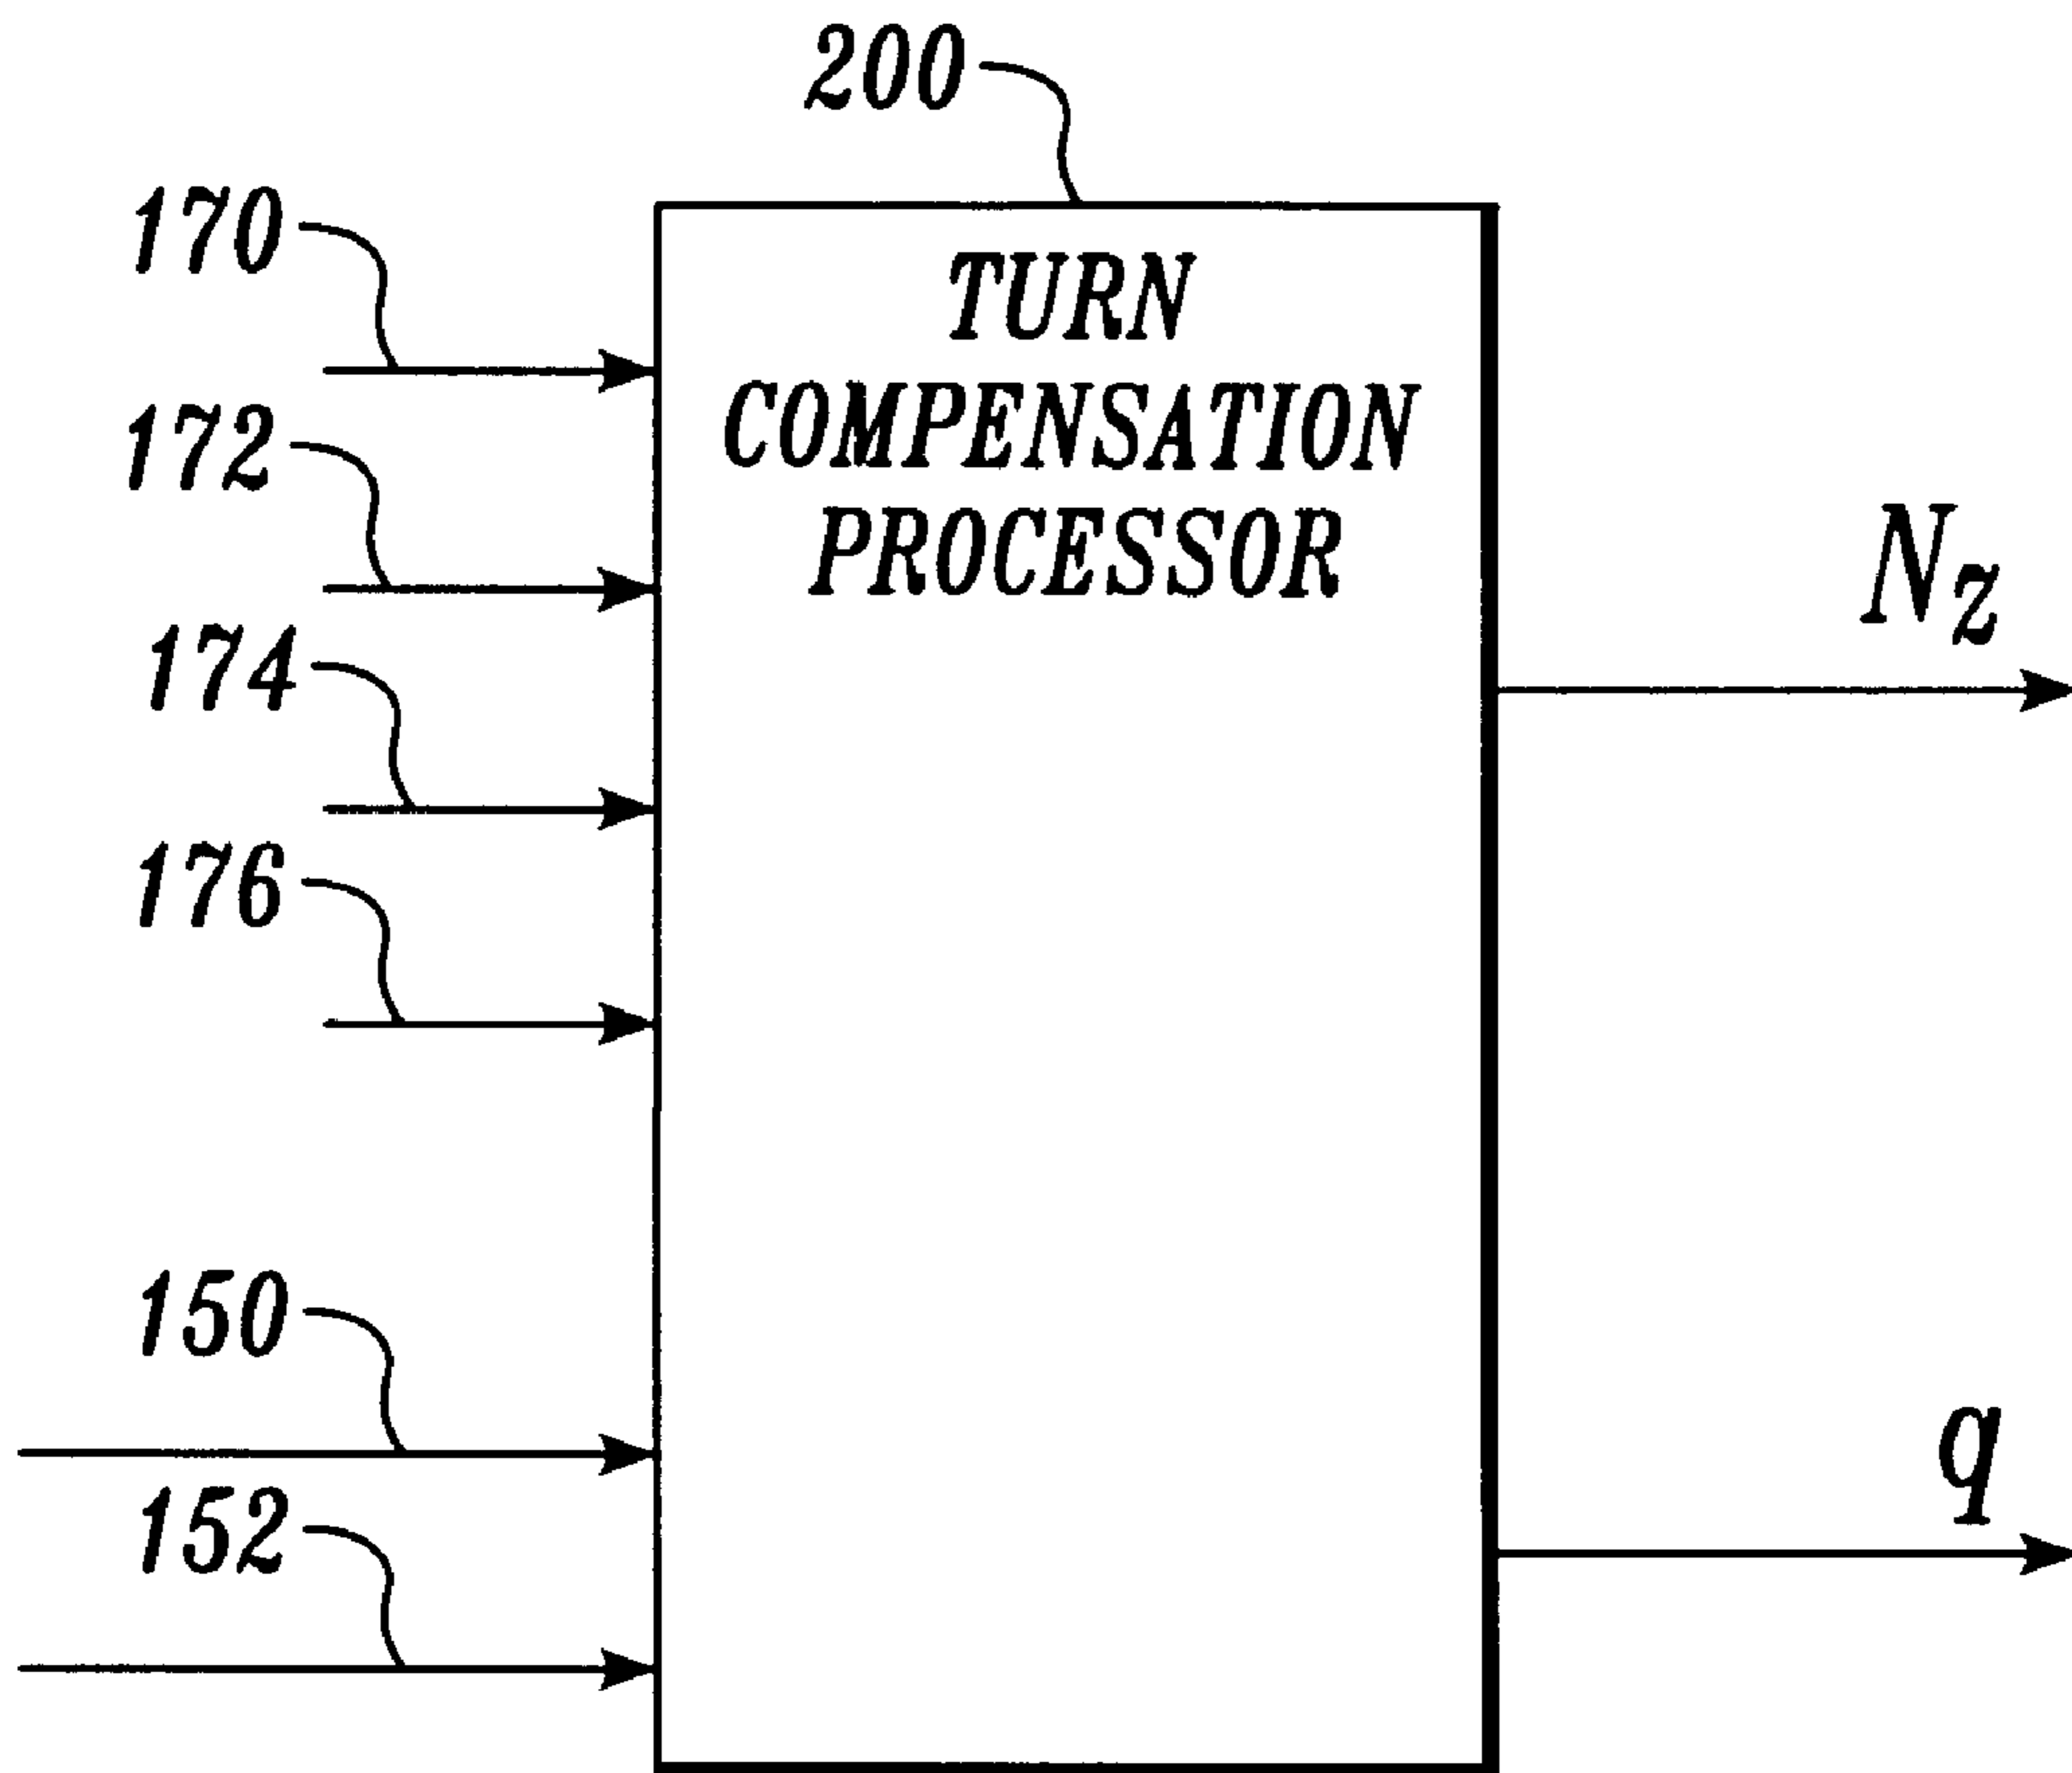 200
170
TURN
COMPENSATION
PROCESSOR
172
174
176
150
152
NZ
q